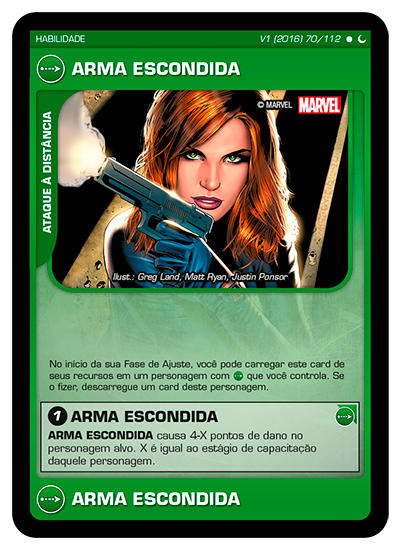 HABILIDADE
V1 (2016) 70/112
ARMA ESCONDIDA
ATAQUE À DISTÂNCIA
© MARVEL MARVEL
Ilust.: Greg Land, Matt Ryan, Justin Ponsor
No início da sua Fase de Ajuste, você pode carregar este card de
seus recursos em um personagem com que você controla. Se
o fizer, descarregue um card deste personagem.
1 ARMA ESCONDIDA
ARMA ESCONDIDA causa 4-X pontos de dano no
personagem alvo. X é igual ao estágio de capacitação
daquele personagem.
ARMA ESCONDIDA